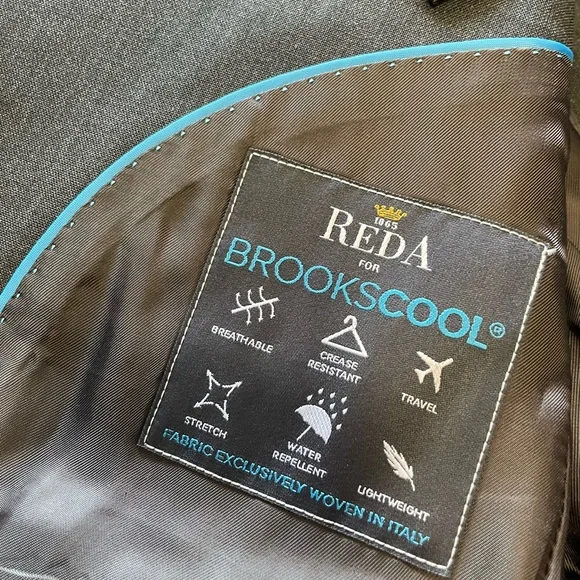 1865
REDA
FOR
BROOKSCOOL®
BREATHABLE
CREASE
RESISTANT
TRAVEL
STRETCH
WATER
REPELLENT
LIGHTWEIGHT
FABRIC EXCLUSIVELY WOVEN IN ITALY